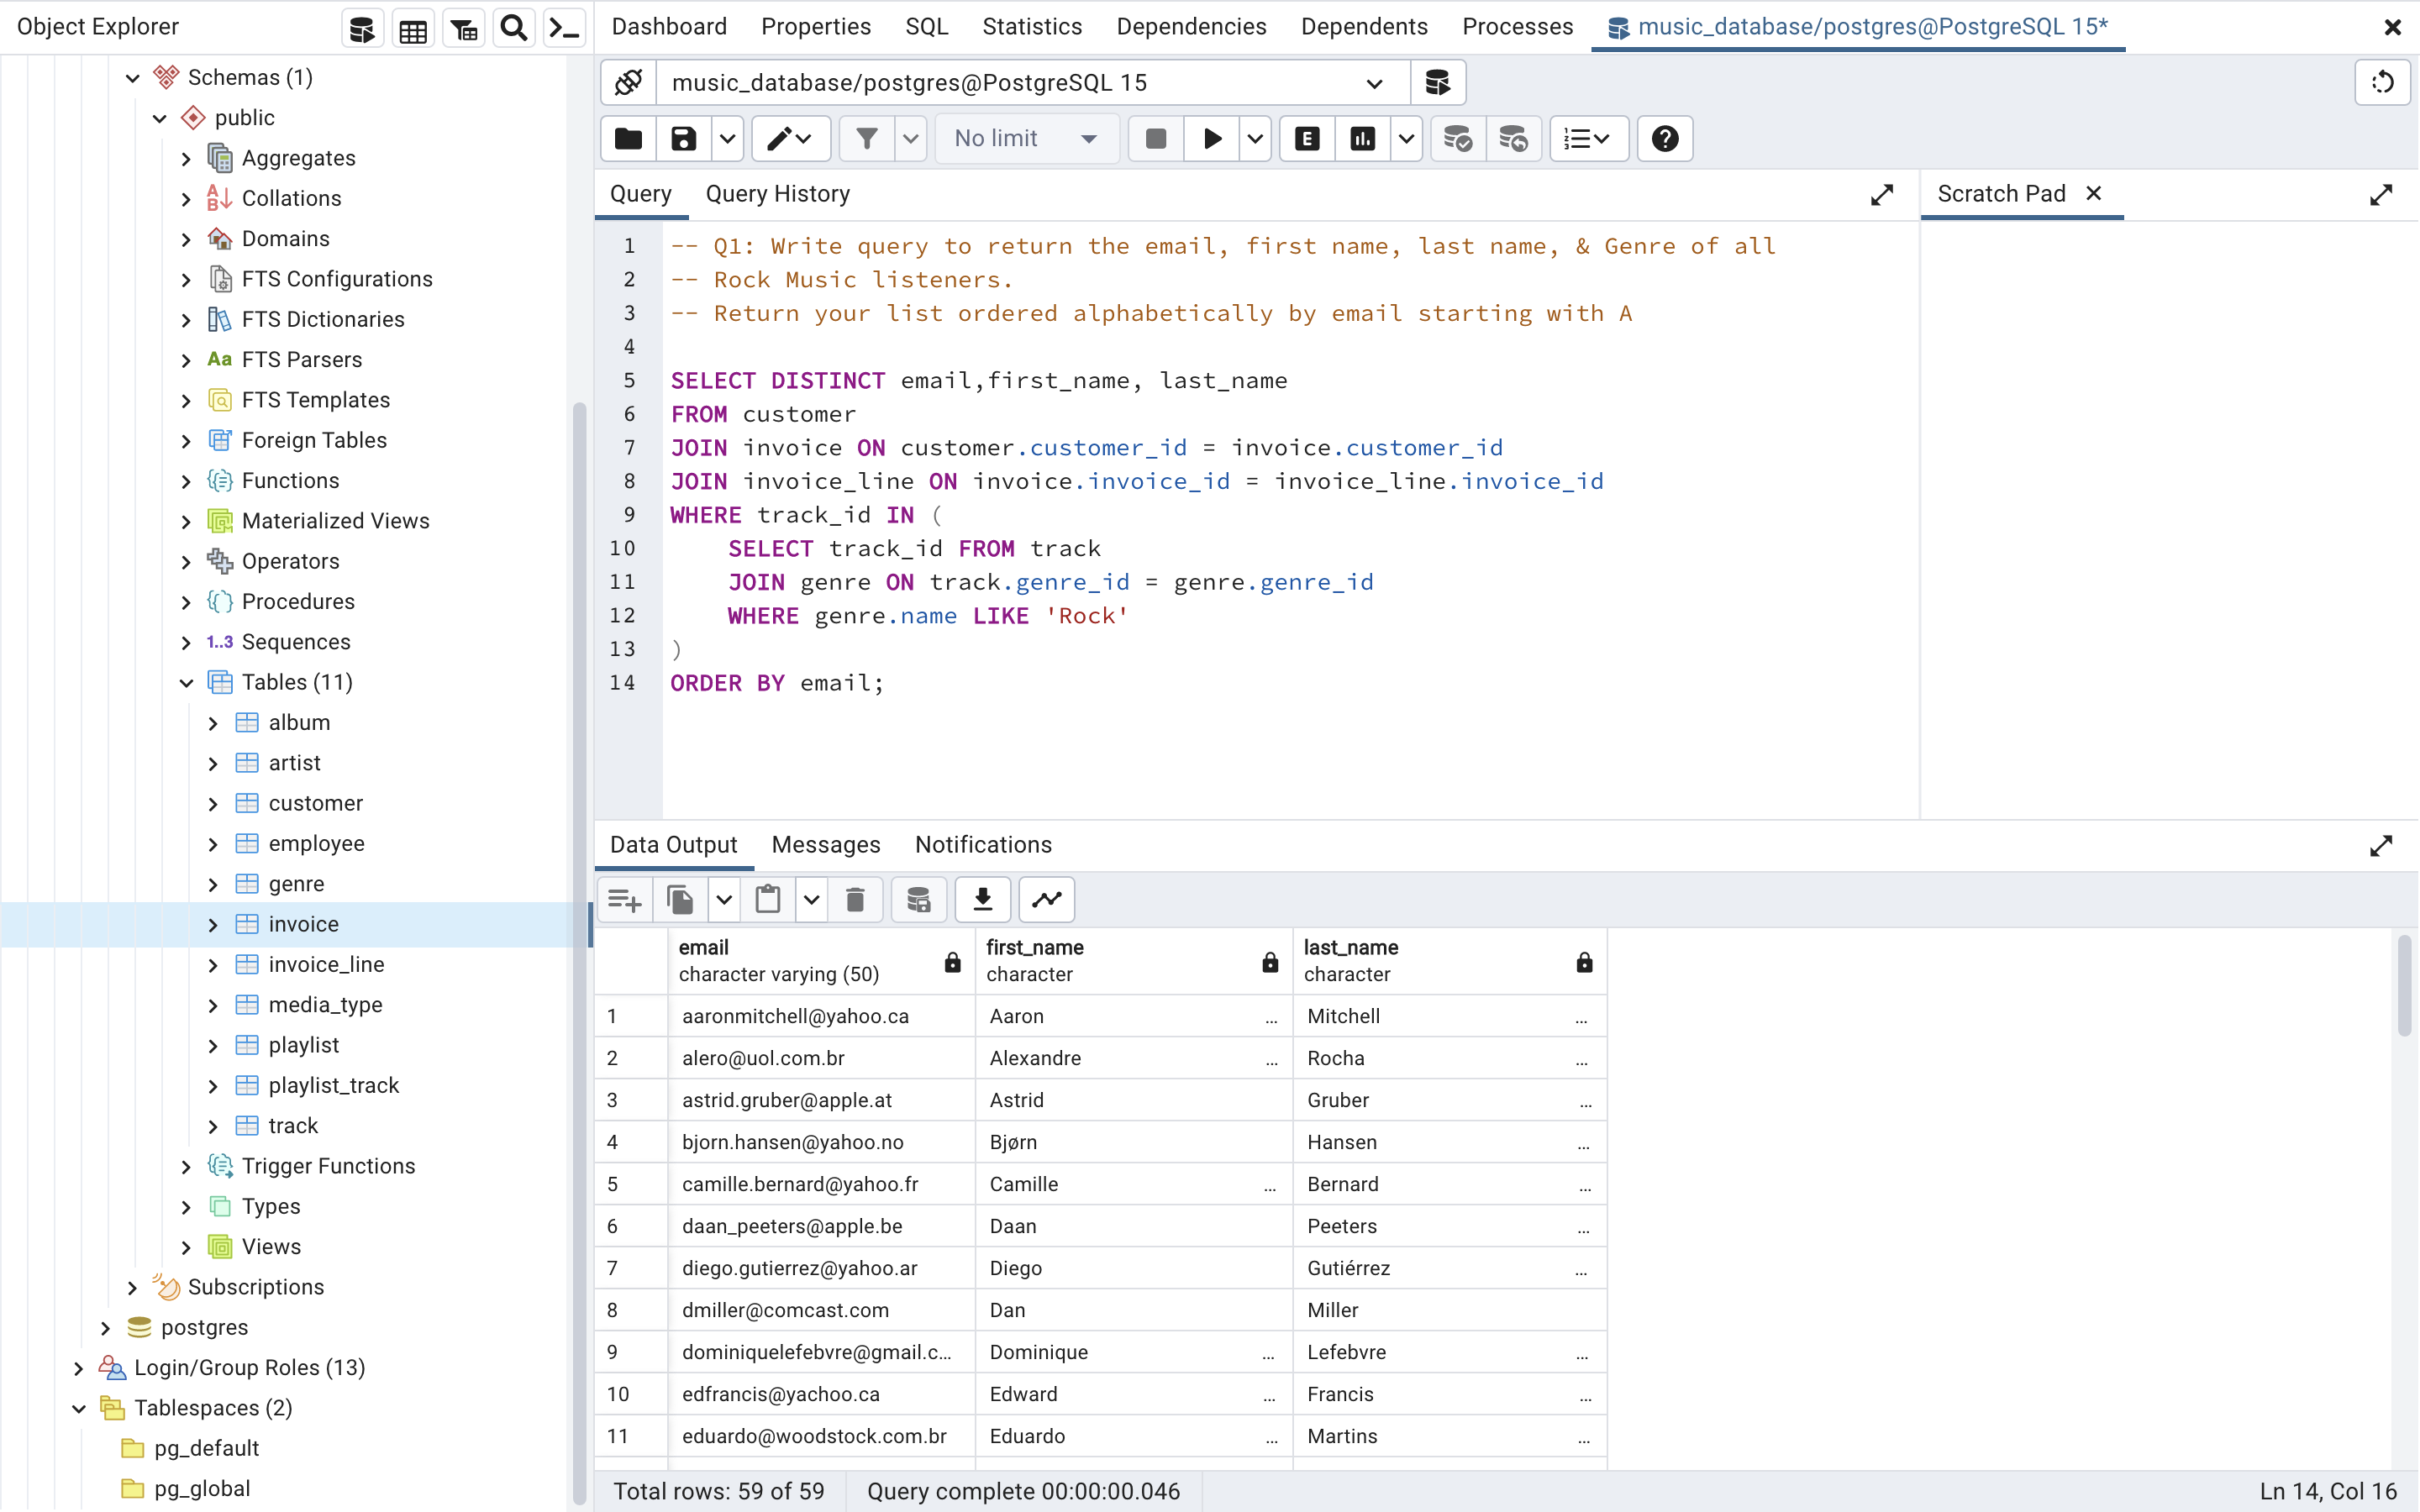 Object Explorer
Schemas (1)
public
Aggregates
Collations
Domains
FTS Configurations
FTS Dictionaries
Aa FTS Parsers
FTS Templates
Foreign Tables
Functions
Materialized Views
Operators
Procedures
1..3 Sequences
Tables (11)
album
artist
customer
employee
genre
invoice
invoice_line
media_type
playlist
playlist_track
track
Trigger Functions
Types
Views
Subscriptions
postgres
Login/Group Roles (13)
Tablespaces (2)
pg_default
pg_global
Dashboard Properties SQL Statistics Dependencies Dependents Processes music_database/postgres@PostgreSQL 15*
music_database/postgres@PostgreSQL 15
No limit E
Query Query History
Scratch Pad
1 -- Q1: Write query to return the email, first name, last name, & Genre of all
2 -- Rock Music listeners.
3 -- Return your list ordered alphabetically by email starting with A
4
5 SELECT DISTINCT email,first_name, last_name
6 FROM customer
7 JOIN invoice ON customer.customer_id = invoice.customer_id
8 JOIN invoice_line ON invoice.invoice_id = invoice_line.invoice_id
9 WHERE track_id IN (
10 SELECT track_id FROM track
11 JOIN genre ON track.genre_id = genre.genre_id
12 WHERE genre.name LIKE 'Rock'
13 )
14 ORDER BY email;
Data Output Messages Notifications
email first_name last_name
character varying (50) character character
1 aaronmitchell@yahoo.ca Aaron ... Mitchell ...
2 alero@uol.com.br Alexandre ... Rocha ...
3 astrid.gruber@apple.at Astrid Gruber ...
4 bjorn.hansen@yahoo.no Bjørn Hansen ...
5 camille.bernard@yahoo.fr Camille ... Bernard ...
6 daan_peeters@apple.be Daan Peeters ...
7 diego.gutierrez@yahoo.ar Diego Gutiérrez ...
8 dmiller@comcast.com Dan Miller
9 dominiquelefebvre@gmail.c... Dominique ... Lefebvre ...
10 edfrancis@yachoo.ca Edward ... Francis ...
11 eduardo@woodstock.com.br Eduardo ... Martins ...
Total rows: 59 of 59 Query complete 00:00:00.046 Ln 14, Col 16